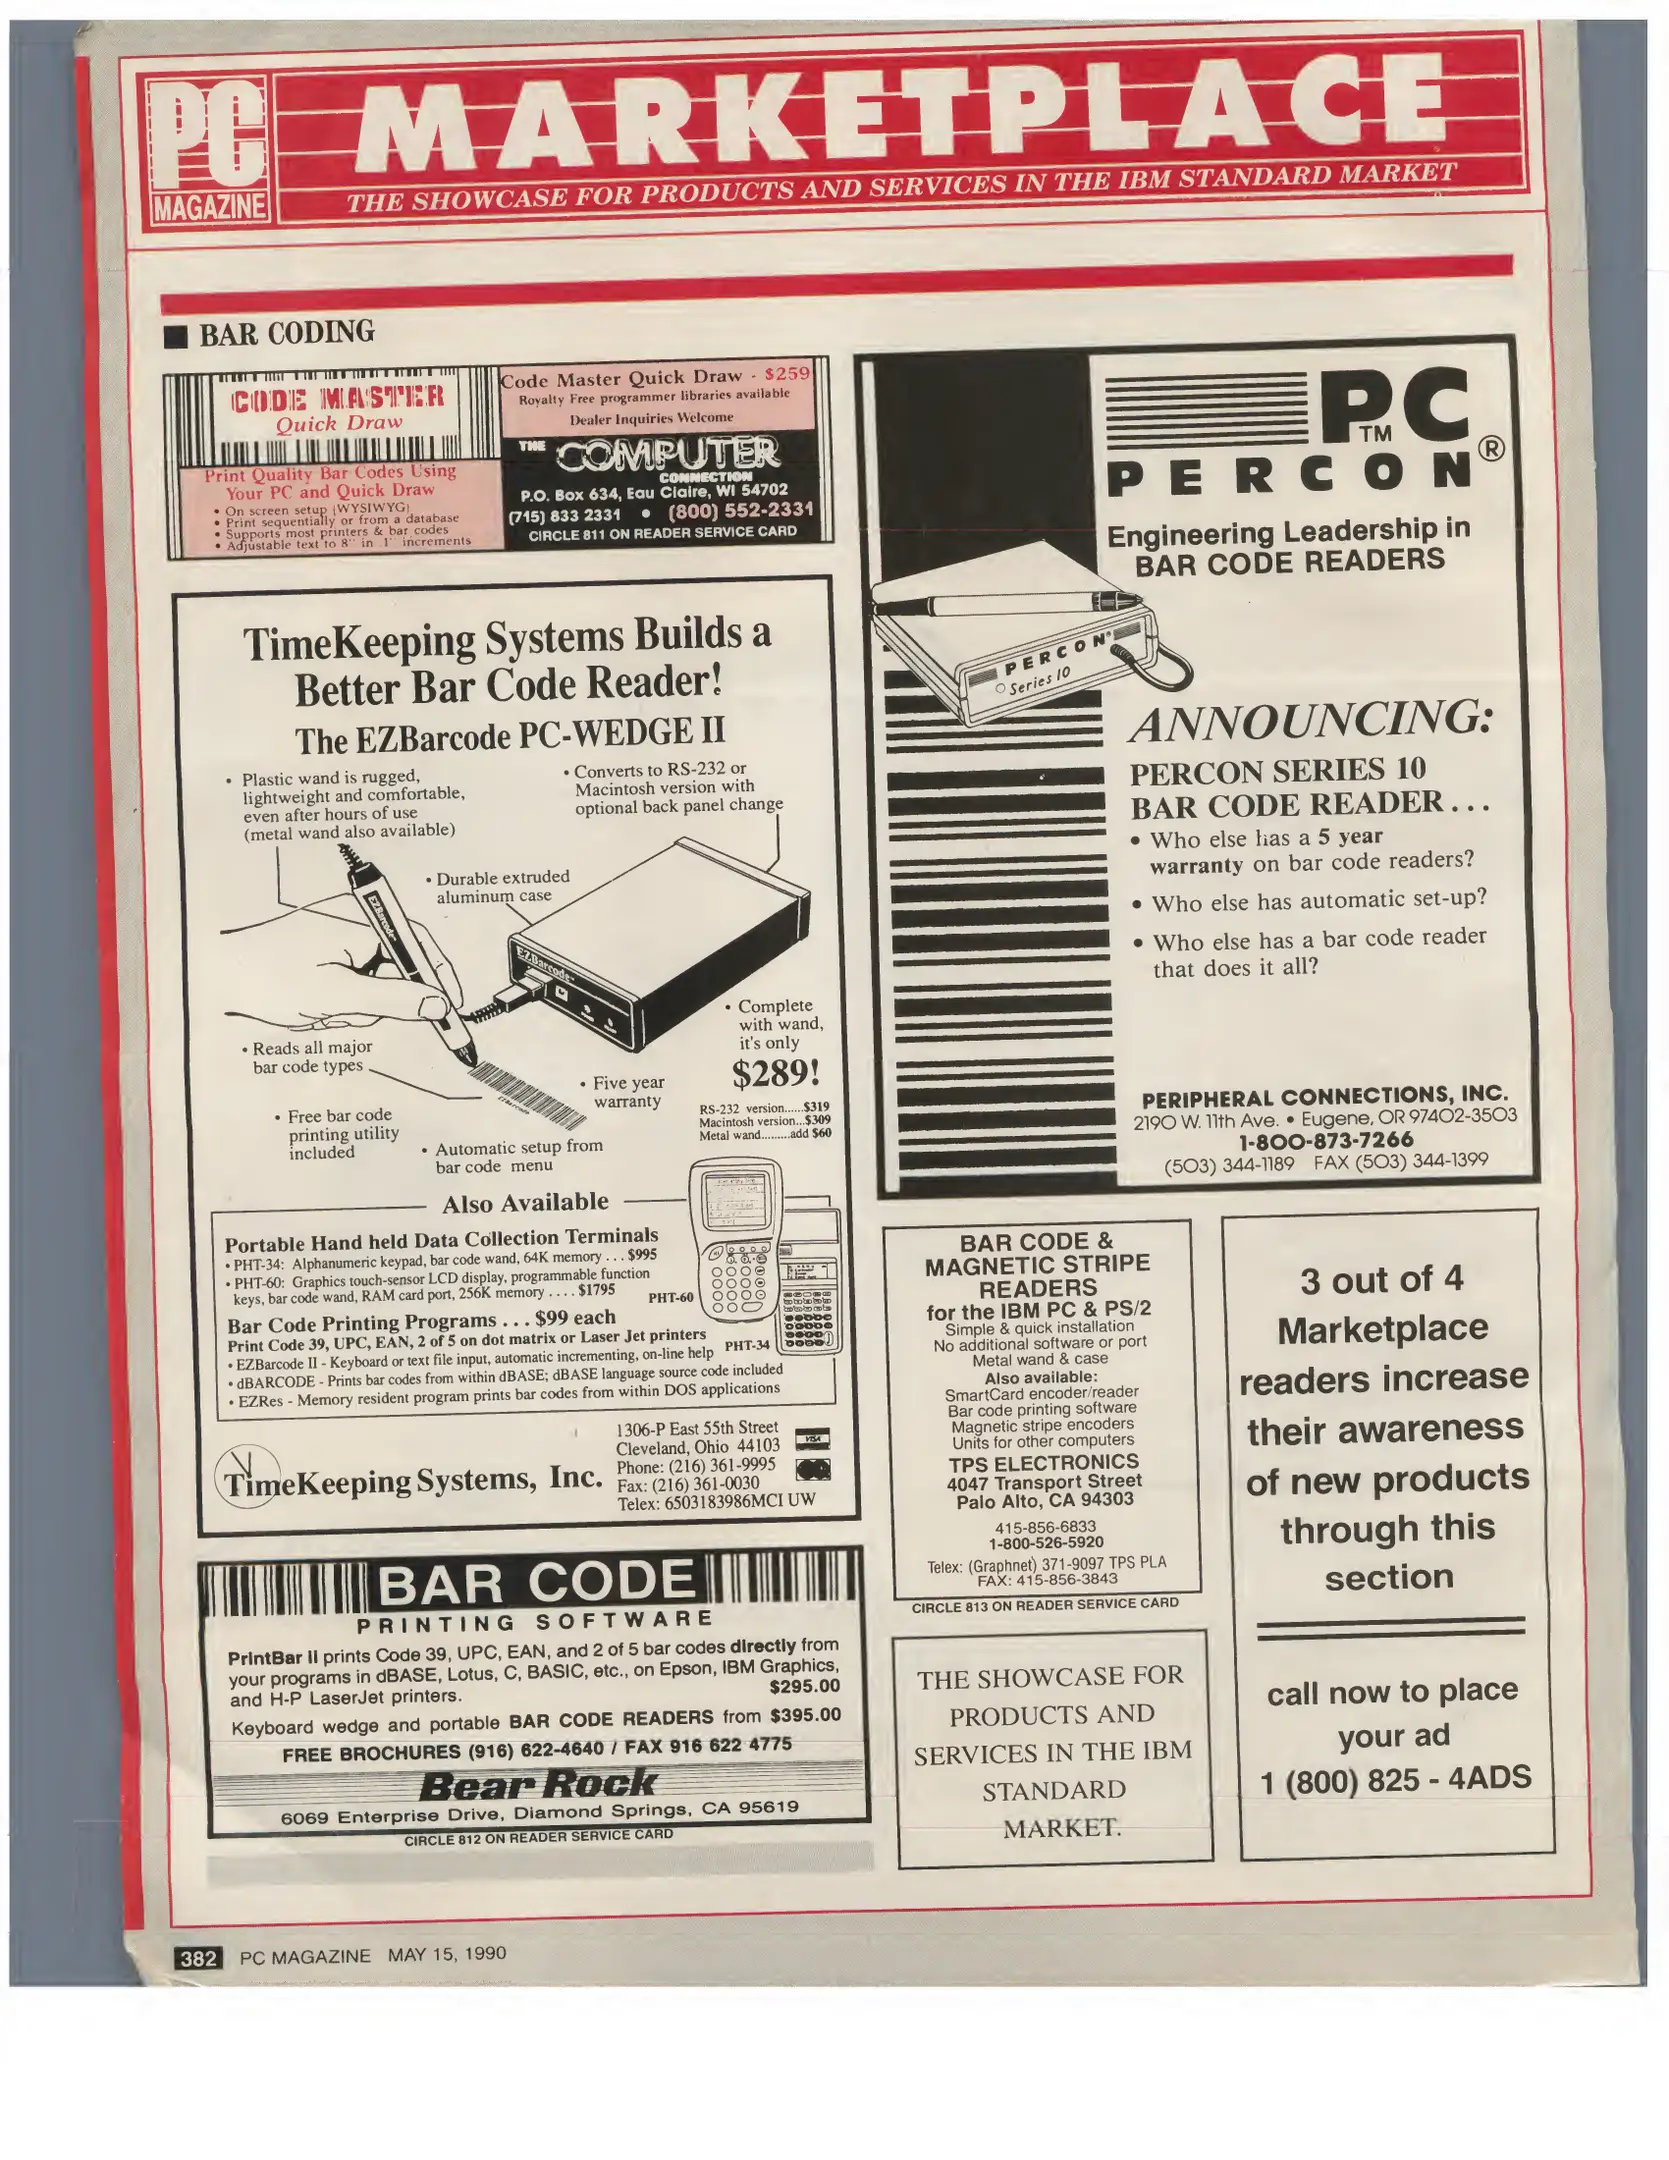 PC
MAGAZINE
MARKETPLACE
THE SHOWCASE FOR PRODUCTS AND SERVICES IN THE IBM STANDARD MARKET
■ BAR CODING
CODE MASTER
Quick Draw
Print Quality Bar Codes Using
Your PC and Quick Draw
• On screen setup (WYSIWYG)
• Print sequentially or from a database
• Supports most printers & bar codes
• Adjustable text to 8" in .1" increments
Code Master Quick Draw - $259
Royalty Free programmer libraries available
Dealer Inquiries Welcome
THE COMPUTER
CONNECTION
P.O. Box 634, Eau Claire, WI 54702
(715) 833 2331 • (800) 552-2331
CIRCLE 811 ON READER SERVICE CARD
TimeKeeping Systems Builds a
Better Bar Code Reader!
The EZBarcode PC-WEDGE II
• Plastic wand is rugged,
lightweight and comfortable,
even after hours of use
(metal wand also available)
• Converts to RS-232 or
Macintosh version with
optional back panel change
• Durable extruded
aluminum case
EZBarcode
EZBarcode
• Complete
with wand,
it's only
$289!
• Reads all major
bar code types
EZBarcode
• Five year
warranty
RS-232 version......$319
Macintosh version...$309
Metal wand.........add $60
• Free bar code
printing utility
included
• Automatic setup from
bar code menu
Also Available
Portable Hand held Data Collection Terminals
• PHT-34: Alphanumeric keypad, bar code wand, 64K memory . . . $995
• PHT-60: Graphics touch-sensor LCD display, programmable function
keys, bar code wand, RAM card port, 256K memory . . . . $1795
PHT-60
Bar Code Printing Programs . . . $99 each
Print Code 39, UPC, EAN, 2 of 5 on dot matrix or Laser Jet printers
PHT-34
• EZBarcode II - Keyboard or text file input, automatic incrementing, on-line help
• dBARCODE - Prints bar codes from within dBASE; dBASE language source code included
• EZRes - Memory resident program prints bar codes from within DOS applications
TimeKeeping Systems, Inc.
1306-P East 55th Street
Cleveland, Ohio 44103
Phone: (216) 361-9995
Fax: (216) 361-0030
Telex: 6503183986MCI UW
VISA
BAR CODE
PRINTING SOFTWARE
PrintBar II prints Code 39, UPC, EAN, and 2 of 5 bar codes directly from
your programs in dBASE, Lotus, C, BASIC, etc., on Epson, IBM Graphics,
and H-P LaserJet printers. $295.00
Keyboard wedge and portable BAR CODE READERS from $395.00
FREE BROCHURES (916) 622-4640 / FAX 916 622 4775
Bear Rock
6069 Enterprise Drive, Diamond Springs, CA 95619
CIRCLE 812 ON READER SERVICE CARD
PC
TM
PERCON®
Engineering Leadership in
BAR CODE READERS
PERCON®
Series 10
ANNOUNCING:
PERCON SERIES 10
BAR CODE READER . . .
• Who else has a 5 year
warranty on bar code readers?
• Who else has automatic set-up?
• Who else has a bar code reader
that does it all?
PERIPHERAL CONNECTIONS, INC.
2190 W. 11th Ave. • Eugene, OR 97402-3503
1-800-873-7266
(503) 344-1189 FAX (503) 344-1399
BAR CODE &
MAGNETIC STRIPE
READERS
for the IBM PC & PS/2
Simple & quick installation
No additional software or port
Metal wand & case
Also available:
SmartCard encoder/reader
Bar code printing software
Magnetic stripe encoders
Units for other computers
TPS ELECTRONICS
4047 Transport Street
Palo Alto, CA 94303
415-856-6833
1-800-526-5920
Telex: (Graphnet) 371-9097 TPS PLA
FAX: 415-856-3843
CIRCLE 813 ON READER SERVICE CARD
THE SHOWCASE FOR
PRODUCTS AND
SERVICES IN THE IBM
STANDARD
MARKET.
3 out of 4
Marketplace
readers increase
their awareness
of new products
through this
section
call now to place
your ad
1 (800) 825 - 4ADS
382 PC MAGAZINE MAY 15, 1990